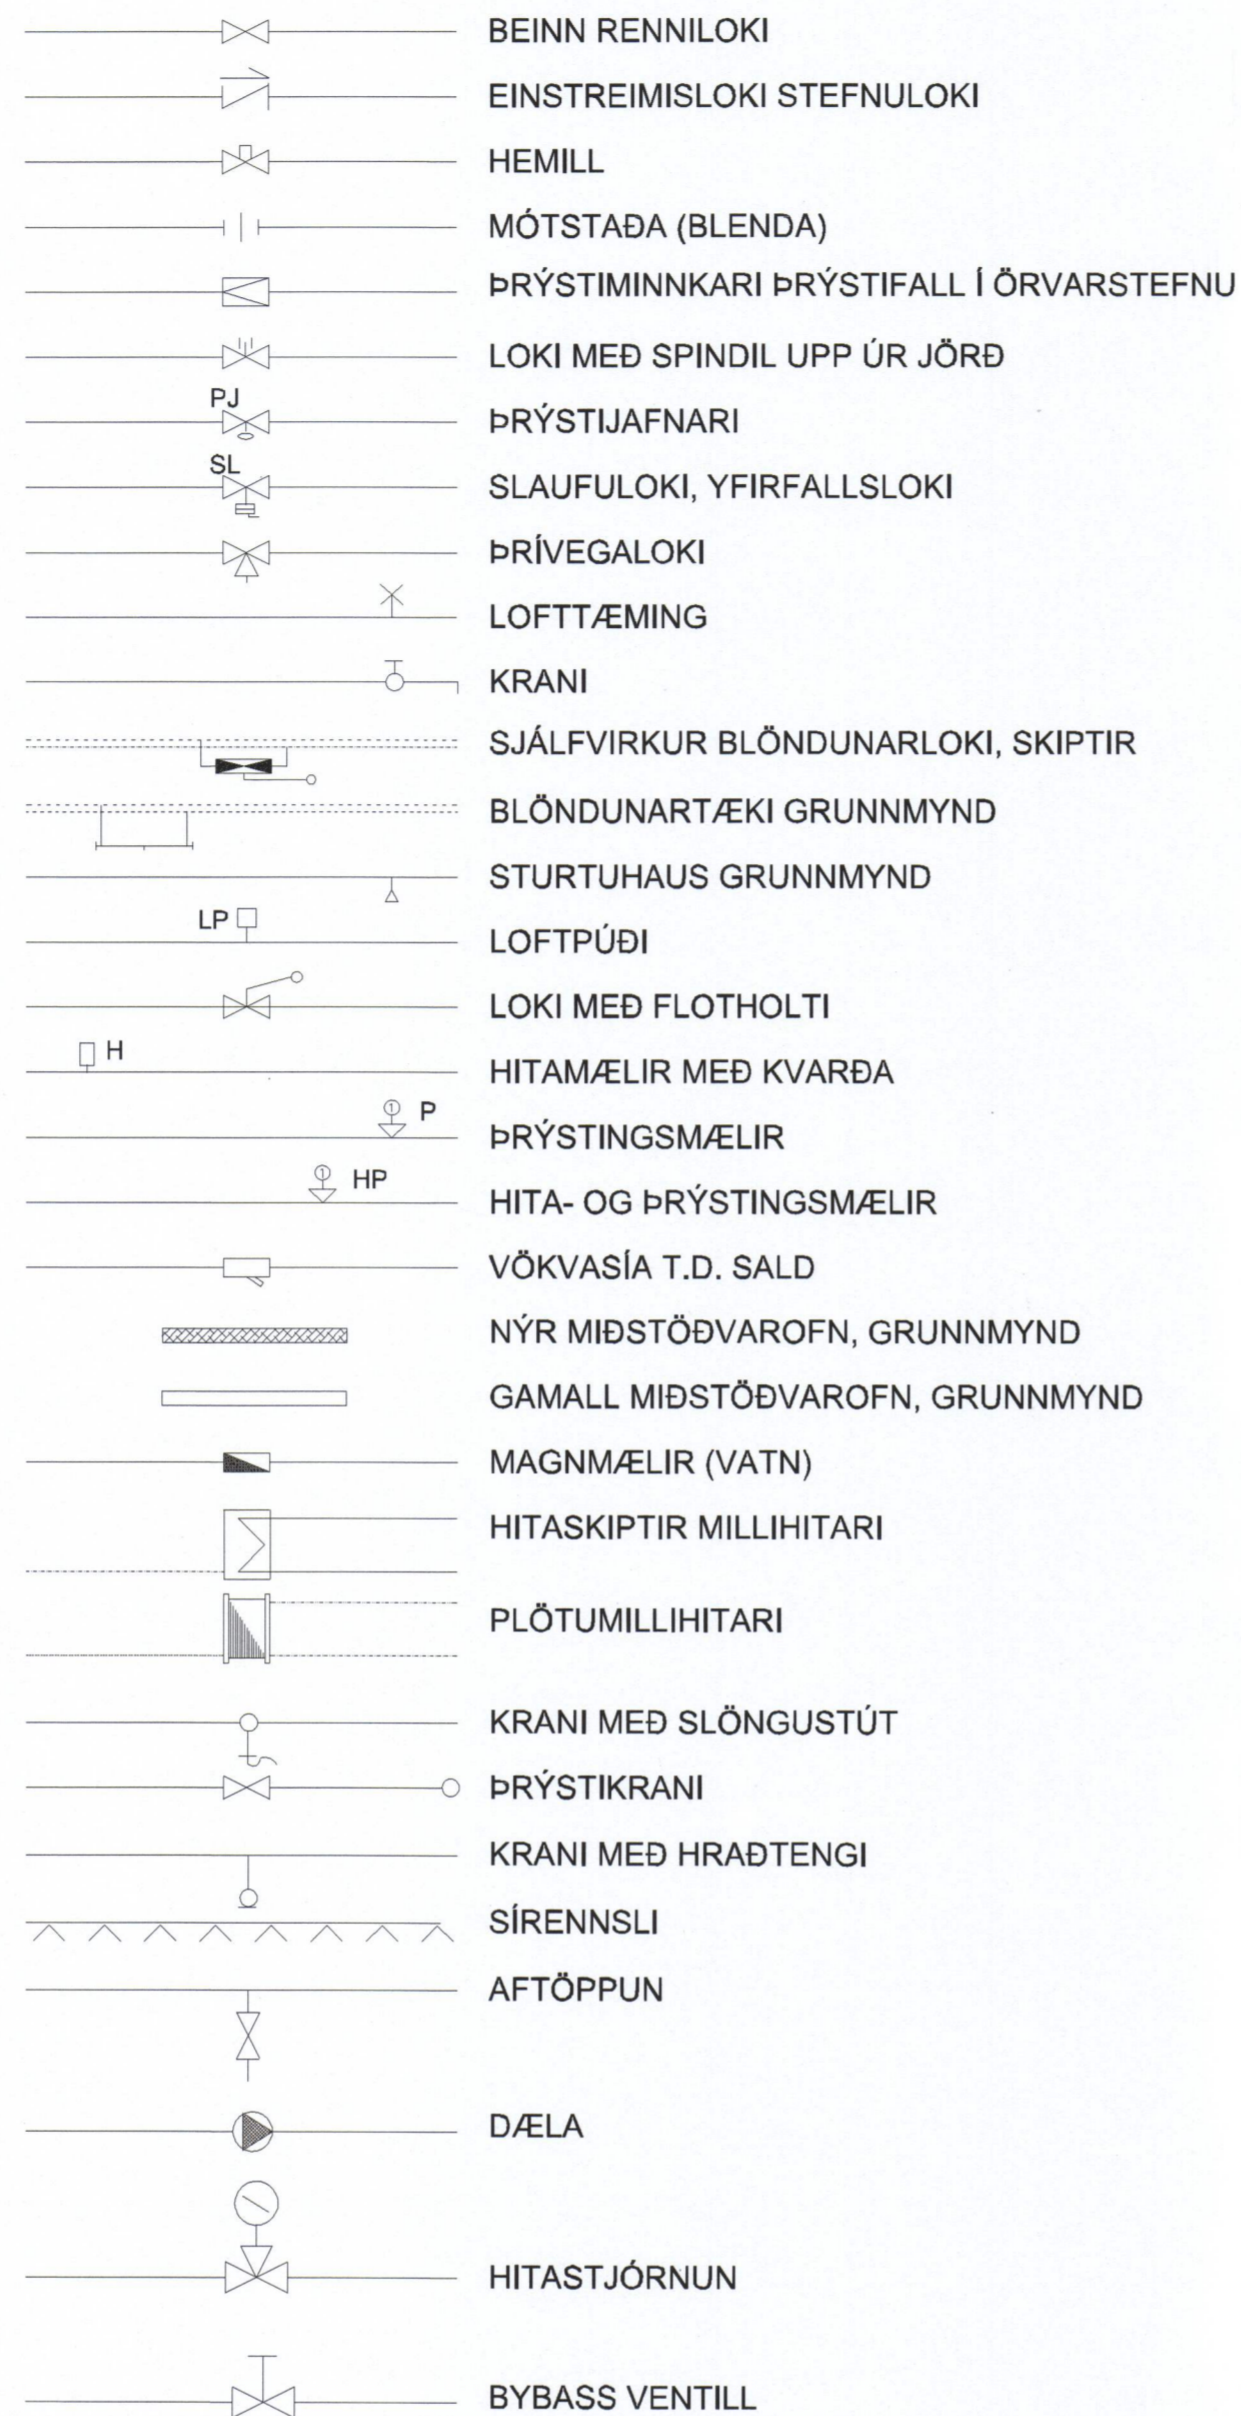 BEINN RENNILOKI
EINSTREIMISLOKI STEFNULOKI
HEMILL
MÓTSTAÐA (BLENDA)
ÞRÝSTIMINNKARI ÞRÝSTIFALL Í ÖRVARSTEFNU
LOKI MEÐ SPINDIL UPP ÚR JÖRÐ
PJ
ÞRÝSTIJAFNARI
SL
SLAUFULOKI, YFIRFALLSLOKI
ÞRÍVEGALOKI
LOFTTÆMING
KRANI
SJÁLFVIRKUR BLÖNDUNARLOKI, SKIPTIR
BLÖNDUNARTÆKI GRUNNMYND
STURTUHAUS GRUNNMYND
LP
LOFTPÚÐI
LOKI MEÐ FLOTHOLTI
H
HITAMÆLIR MEÐ KVARÐA
1 P
ÞRÝSTINGSMÆLIR
1 HP
HITA- OG ÞRÝSTINGSMÆLIR
VÖKVASÍA T.D. SALD
NÝR MIÐSTÖÐVAROFN, GRUNNMYND
GAMALL MIÐSTÖÐVAROFN, GRUNNMYND
MAGNMÆLIR (VATN)
HITASKIPTIR MILLIHITARI
PLÖTUMILLIHITARI
KRANI MEÐ SLÖNGUSTÚT
ÞRÝSTIKRANI
KRANI MEÐ HRAÐTENGI
SÍRENNSLI
AFTÖPPUN
DÆLA
HITASTJÓRNUN
BYBASS VENTILL